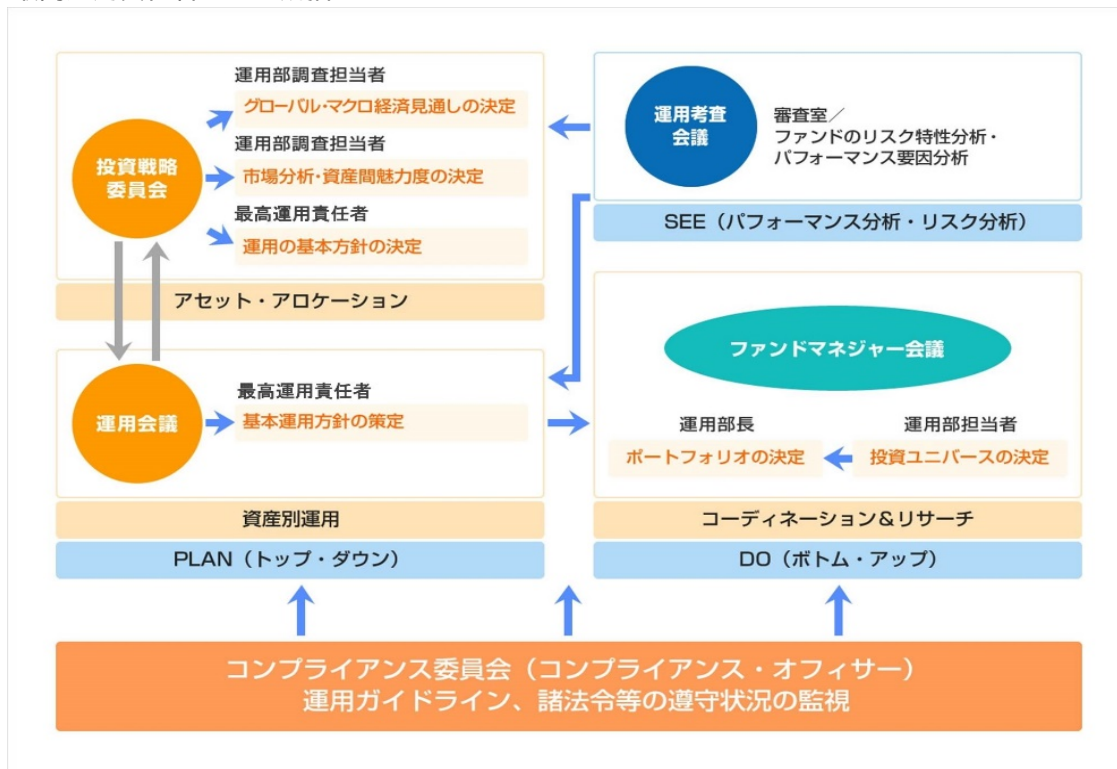 運用部調査担当者
グローバル・マクロ経済見通しの決定
投資戦略
委員会
運用部調査担当者
市場分析・資産間魅力度の決定
最高運用責任者
運用の基本方針の決定
アセット・アロケーション
運用考査
会議
審査室／
ファンドのリスク特性分析・
パフォーマンス要因分析
SEE（パフォーマンス分析・リスク分析）
運用会議
最高運用責任者
基本運用方針の策定
資産別運用
PLAN（トップ・ダウン）
ファンドマネジャー会議
運用部長
ポートフォリオの決定
運用部担当者
投資ユニバースの決定
コーディネーション＆リサーチ
DO（ボトム・アップ）
コンプライアンス委員会（コンプライアンス・オフィサー）
運用ガイドライン、諸法令等の遵守状況の監視